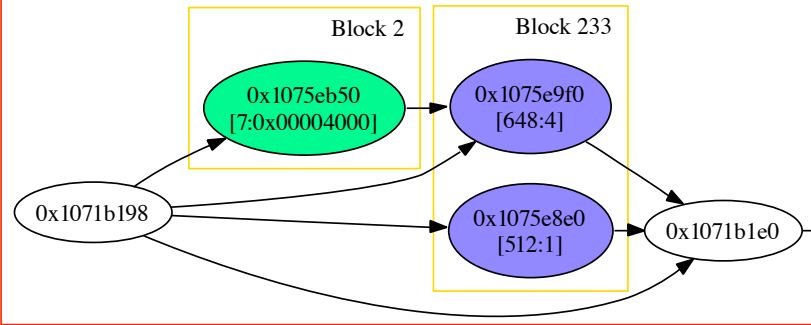 Block 2
Block 233
0x1075eb50
[7:0x00004000]
0x1075e9f0
[648:4]
0x1071b198
0x1075e8e0
[512:1]
0x1071b1e0